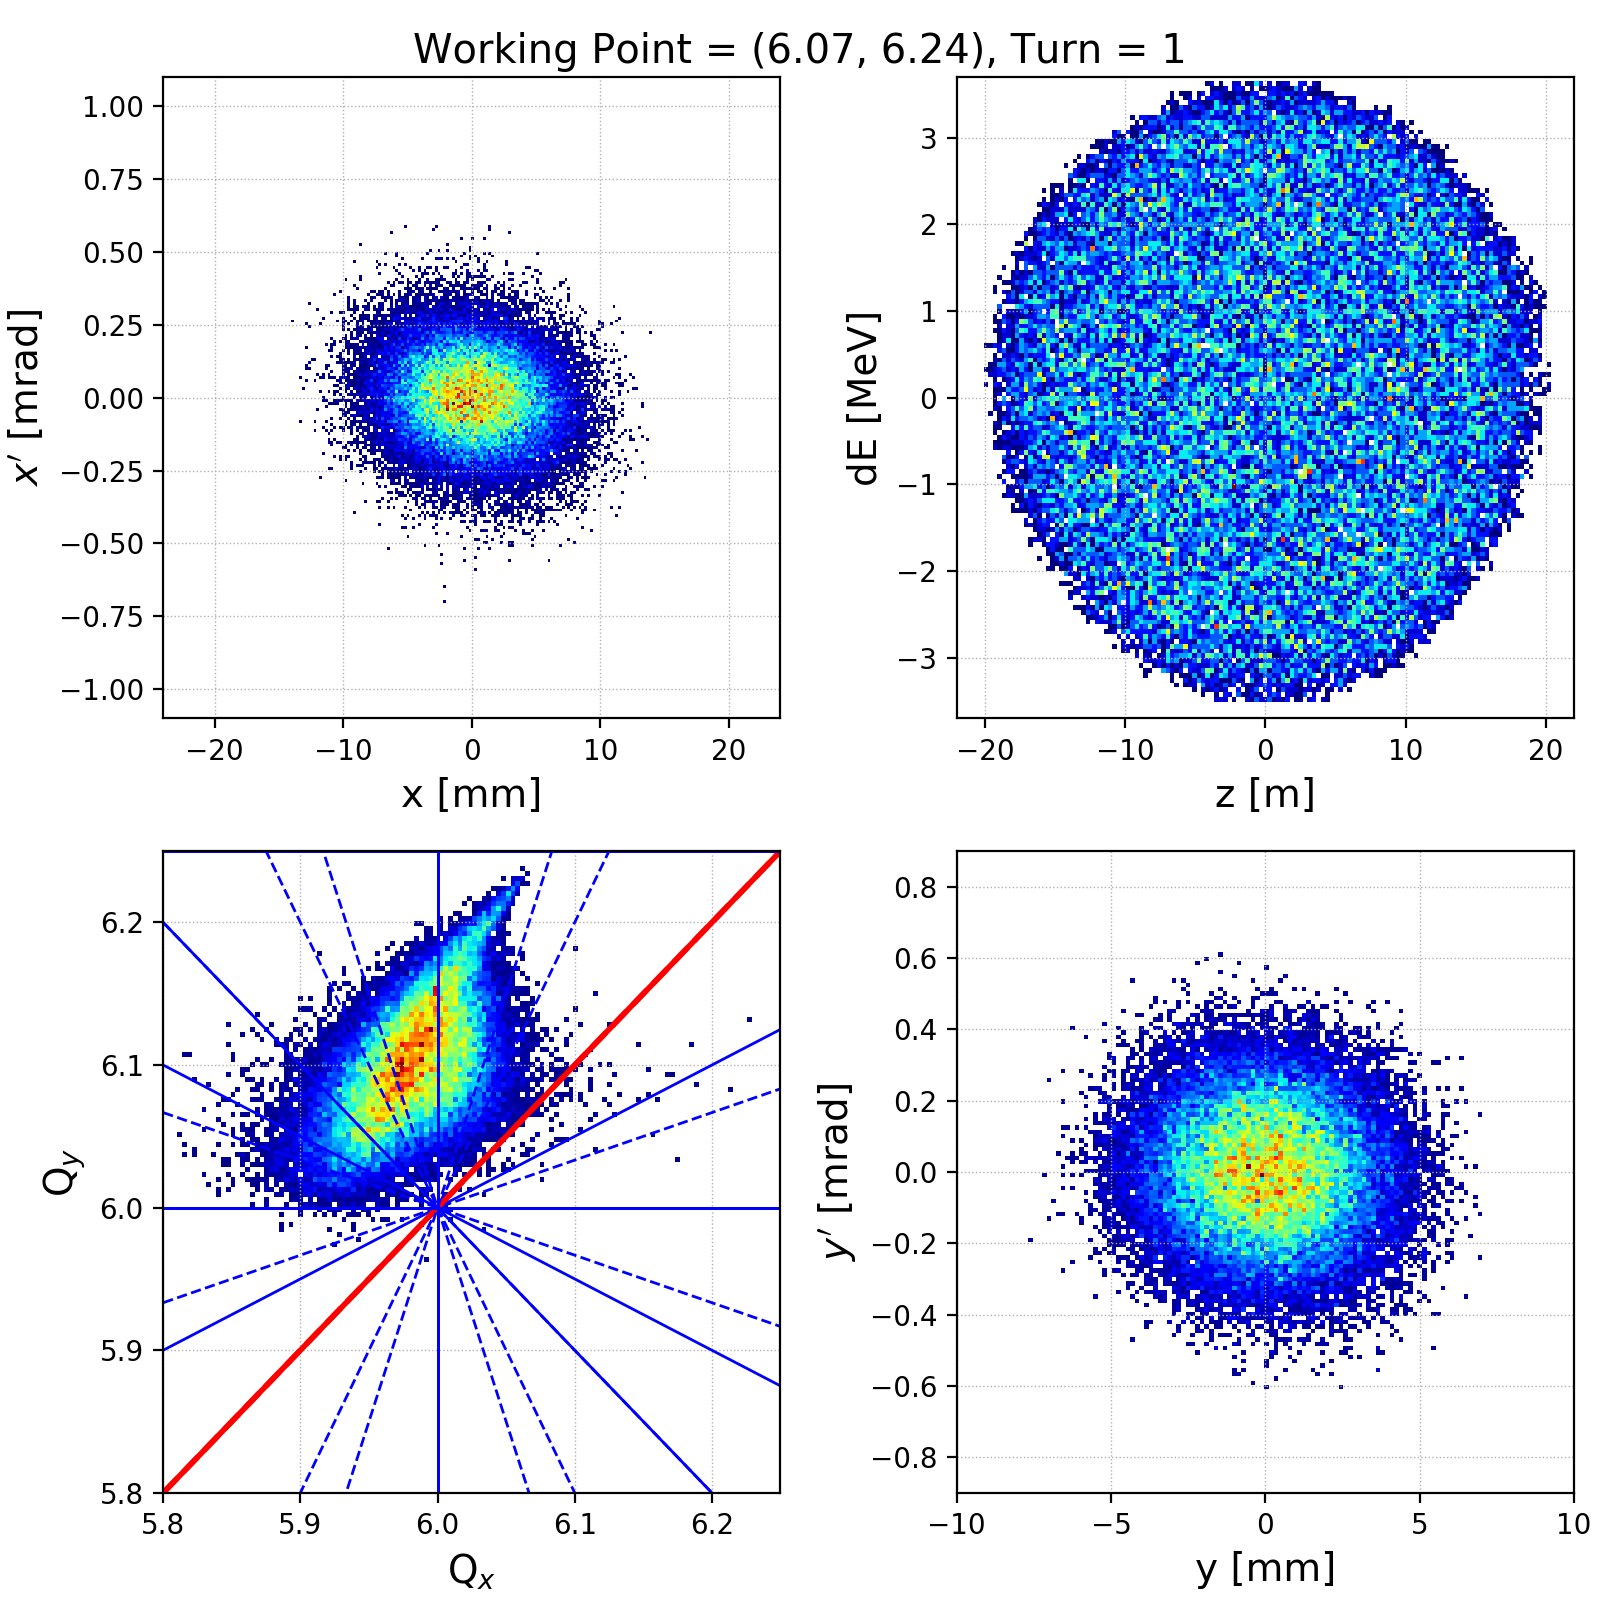 Working Point = (6.07, 6.24), Turn = 1
1.00
0.75
0.50
0.25
0.00
−0.25
−0.50
−0.75
−1.00
x′ [mrad]
−20 −10 0 10 20
x [mm]
3
2
1
0
−1
−2
−3
dE [MeV]
−20 −10 0 10 20
z [m]
6.2
6.1
6.0
5.9
5.8
Qy
5.8 5.9 6.0 6.1 6.2
Qx
0.8
0.6
0.4
0.2
0.0
−0.2
−0.4
−0.6
−0.8
y′ [mrad]
−10 −5 0 5 10
y [mm]